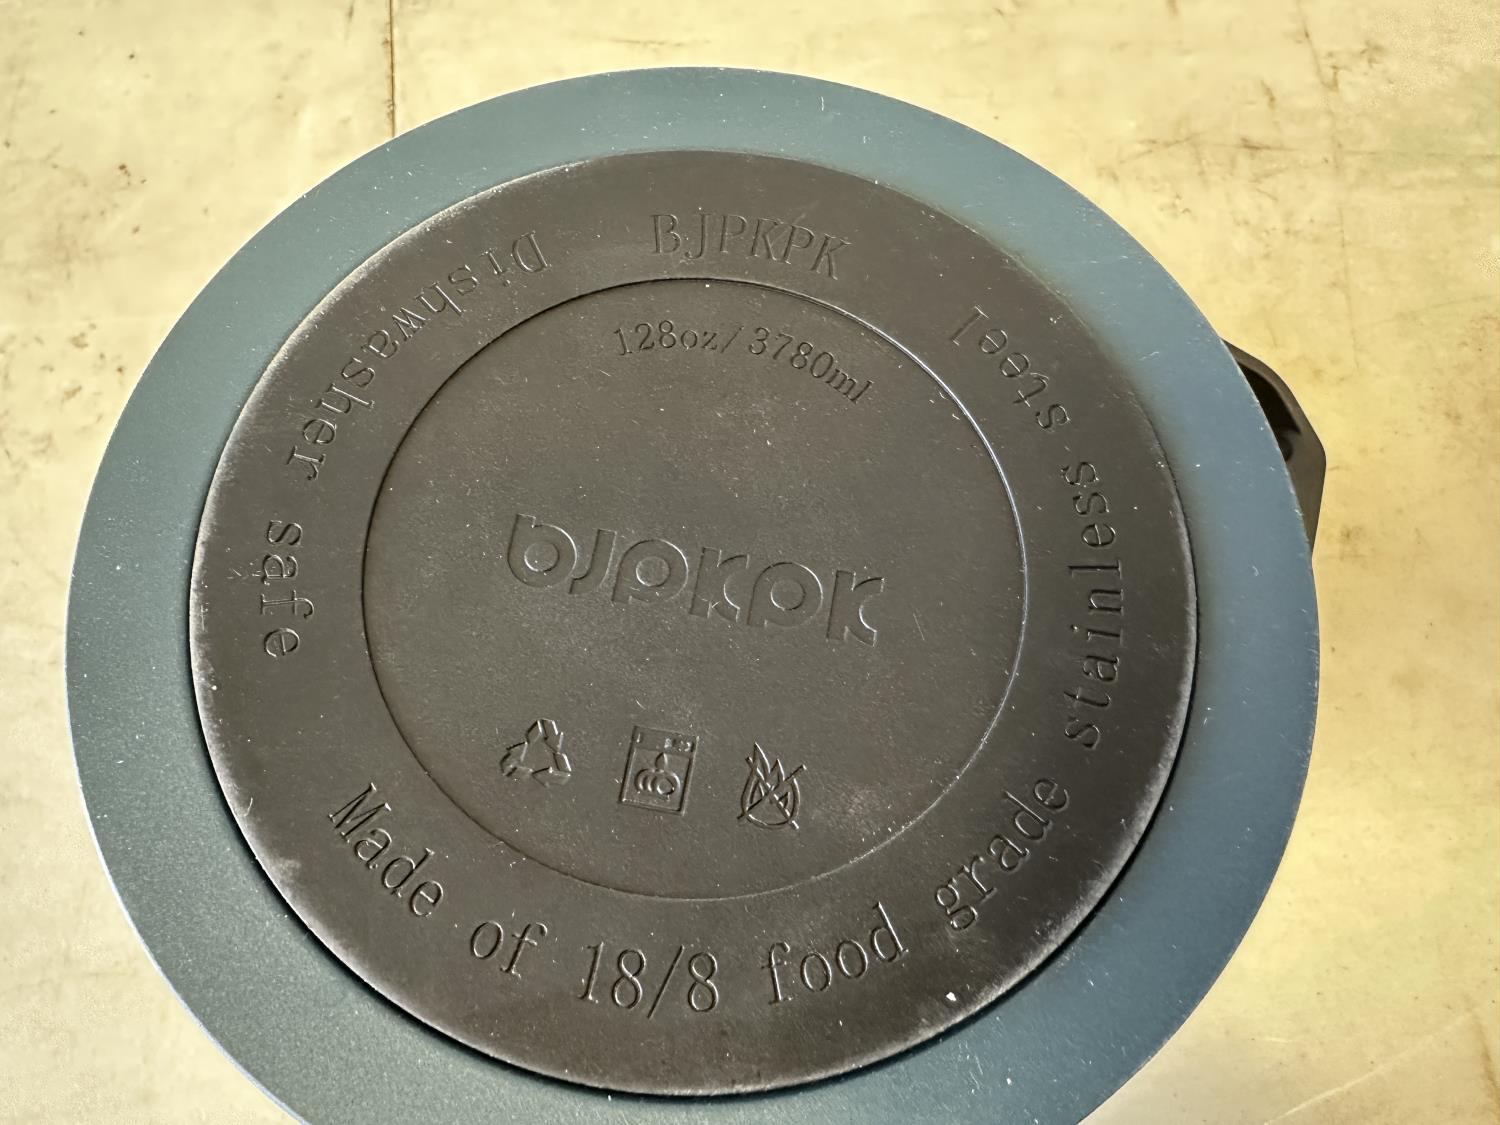 BJPKPK
128oz/3780ml
bjpkpk
Made of 18/8 food grade stainless steel
Dishwasher safe